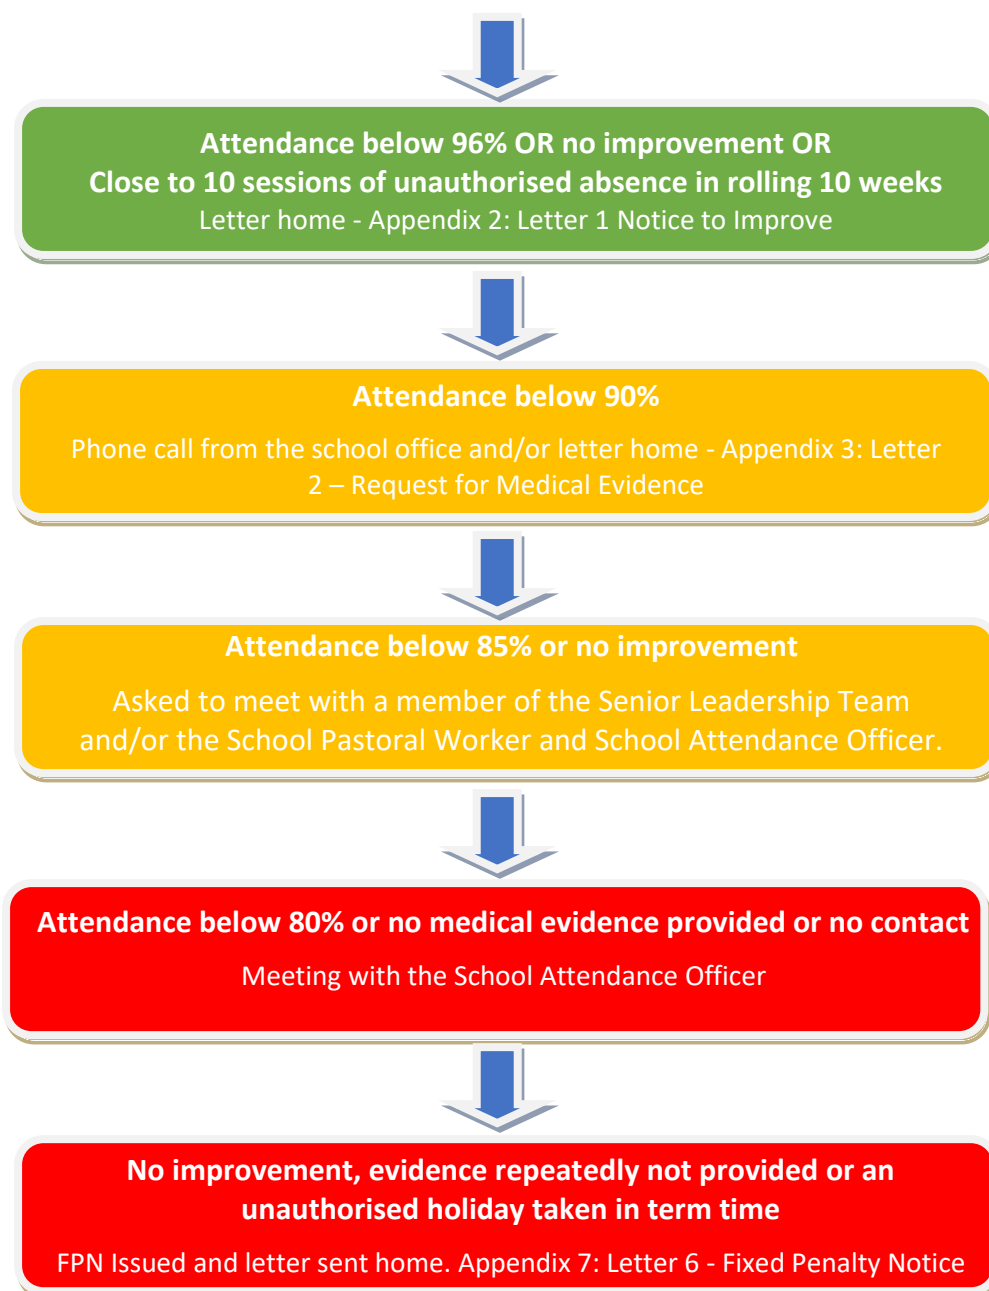 Attendance below 96% OR no improvement OR
Close to 10 sessions of unauthorised absence in rolling 10 weeks
Letter home - Appendix 2: Letter 1 Notice to Improve
Attendance below 90%
Phone call from the school office and/or letter home - Appendix 3: Letter
2 – Request for Medical Evidence
Attendance below 85% or no improvement
Asked to meet with a member of the Senior Leadership Team
and/or the School Pastoral Worker and School Attendance Officer.
Attendance below 80% or no medical evidence provided or no contact
Meeting with the School Attendance Officer
No improvement, evidence repeatedly not provided or an
unauthorised holiday taken in term time
FPN Issued and letter sent home. Appendix 7: Letter 6 - Fixed Penalty Notice